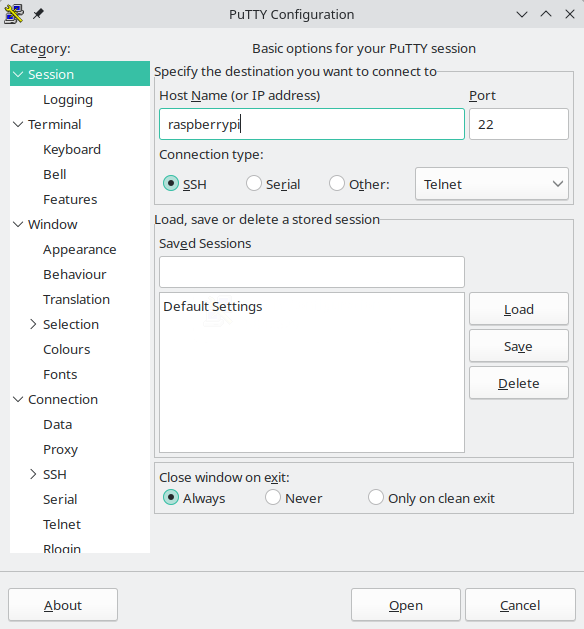 PuTTY Configuration
Category:
Session
Logging
Terminal
Keyboard
Bell
Features
Window
Appearance
Behaviour
Translation
Selection
Colours
Fonts
Connection
Data
Proxy
SSH
Serial
Telnet
Rlogin
Basic options for your PuTTY session
Specify the destination you want to connect to
Host Name (or IP address) Port
raspberrypi 22
Connection type:
SSH Serial Other: Telnet
Load, save or delete a stored session
Saved Sessions
Default Settings
Load
Save
Delete
Close window on exit:
Always Never Only on clean exit
About Open Cancel